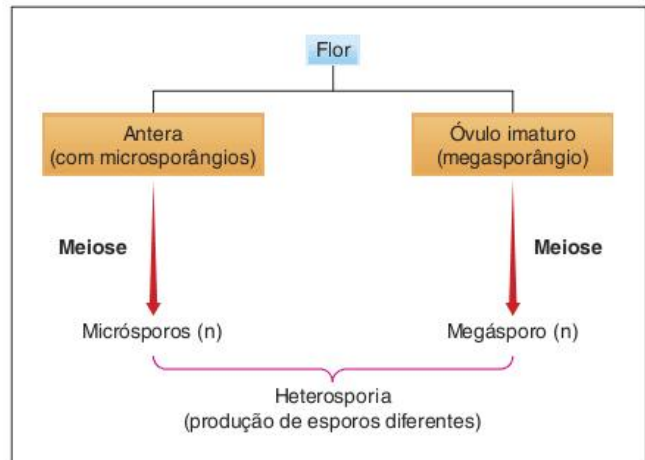 Flor
Antera
(com microsporângios)
Óvulo imaturo
(megasporângio)
Meiose
Meiose
Micrósporos (n)
Megásporo (n)
Heterosporia
(produção de esporos diferentes)